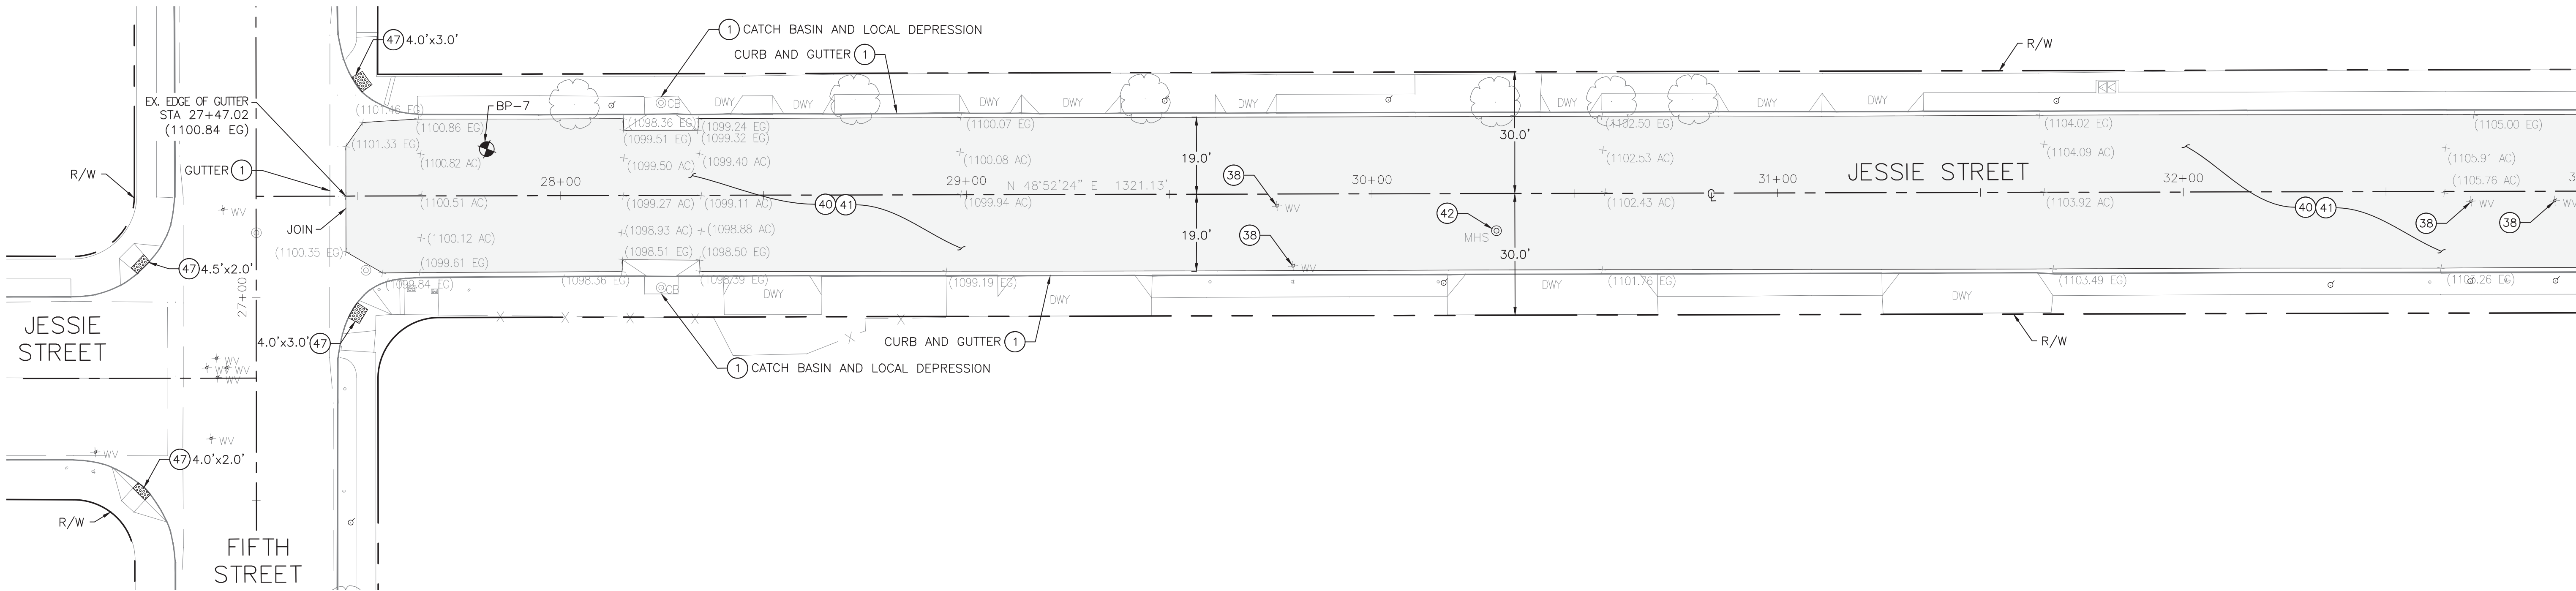 1 CATCH BASIN AND LOCAL DEPRESSION
47 4.0'x3.0'
CURB AND GUTTER 1
R/W
EX. EDGE OF GUTTER
STA 27+47.02
(1100.84 EG)
(1101.46 EG)
BP-7
CB
DWY
DWY
DWY
DWY
DWY
DWY
DWY
DWY
(1100.86 EG)
(1098.36 EG)
(1099.24 EG)
(1100.07 EG)
(1102.50 EG)
(1104.02 EG)
(1105.00 EG)
(1101.33 EG)
(1099.51 EG)
(1099.32 EG)
30.0'
(1100.82 AC)
(1099.50 AC)
(1099.40 AC)
(1100.08 AC)
19.0'
(1102.53 AC)
(1104.09 AC)
(1105.91 AC)
GUTTER 1
R/W
28+00
29+00
N 48°52'24" E 1321.13'
38
30+00
31+00
JESSIE STREET
32+00
(1105.76 AC)
3
WV
(1100.51 AC)
(1099.27 AC)
(1099.11 AC)
40 41
(1099.94 AC)
WV
(1102.43 AC)
℄
(1103.92 AC)
40 41
WV
WV
JOIN
(1098.93 AC)
(1098.88 AC)
42
38
38
(1100.12 AC)
38
19.0'
MHS
(1100.35 EG)
(1098.51 EG)
(1098.50 EG)
30.0'
(1099.61 EG)
WV
47 4.5'x2.0'
(1099.84 EG)
(1098.36 EG)
(1098.39 EG)
(1099.19 EG)
(1101.76 EG)
(1103.49 EG)
(1105.26 EG)
CB
DWY
DWY
DWY
DWY
27+00
JESSIE
STREET
4.0'x3.0' 47
CURB AND GUTTER 1
R/W
WV
WV
WV
WV
1 CATCH BASIN AND LOCAL DEPRESSION
WV
WV
47 4.0'x2.0'
R/W
FIFTH
STREET